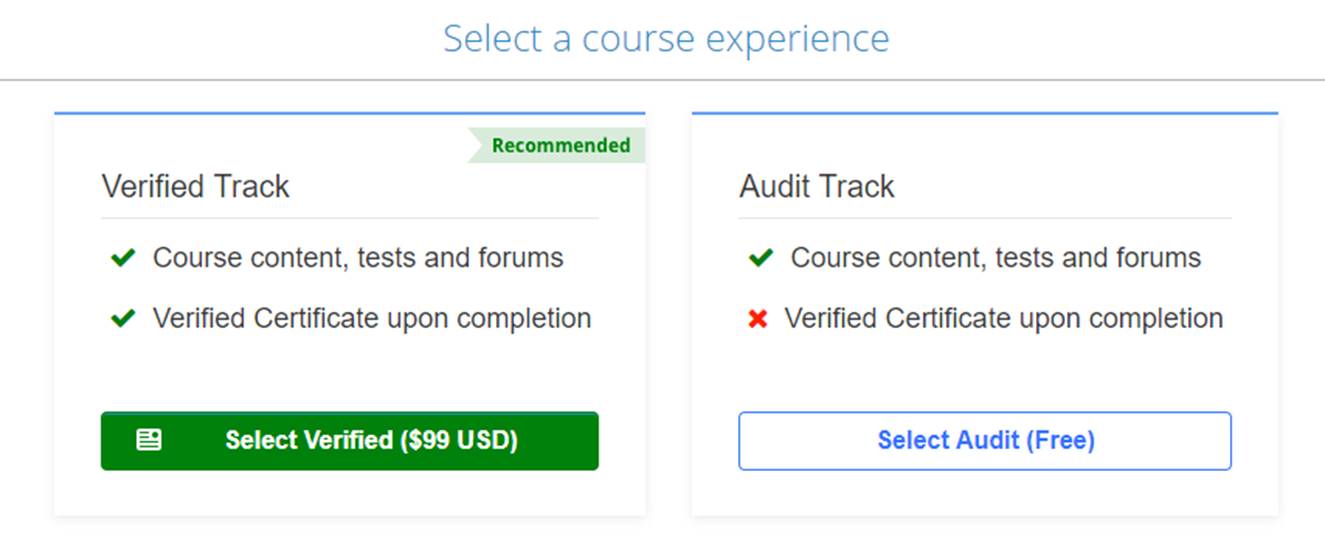 Select a course experience
Recommended
Verified Track
Course content, tests and forums
Verified Certificate upon completion
Select Verified ($99 USD)
Audit Track
Course content, tests and forums
Verified Certificate upon completion
Select Audit (Free)